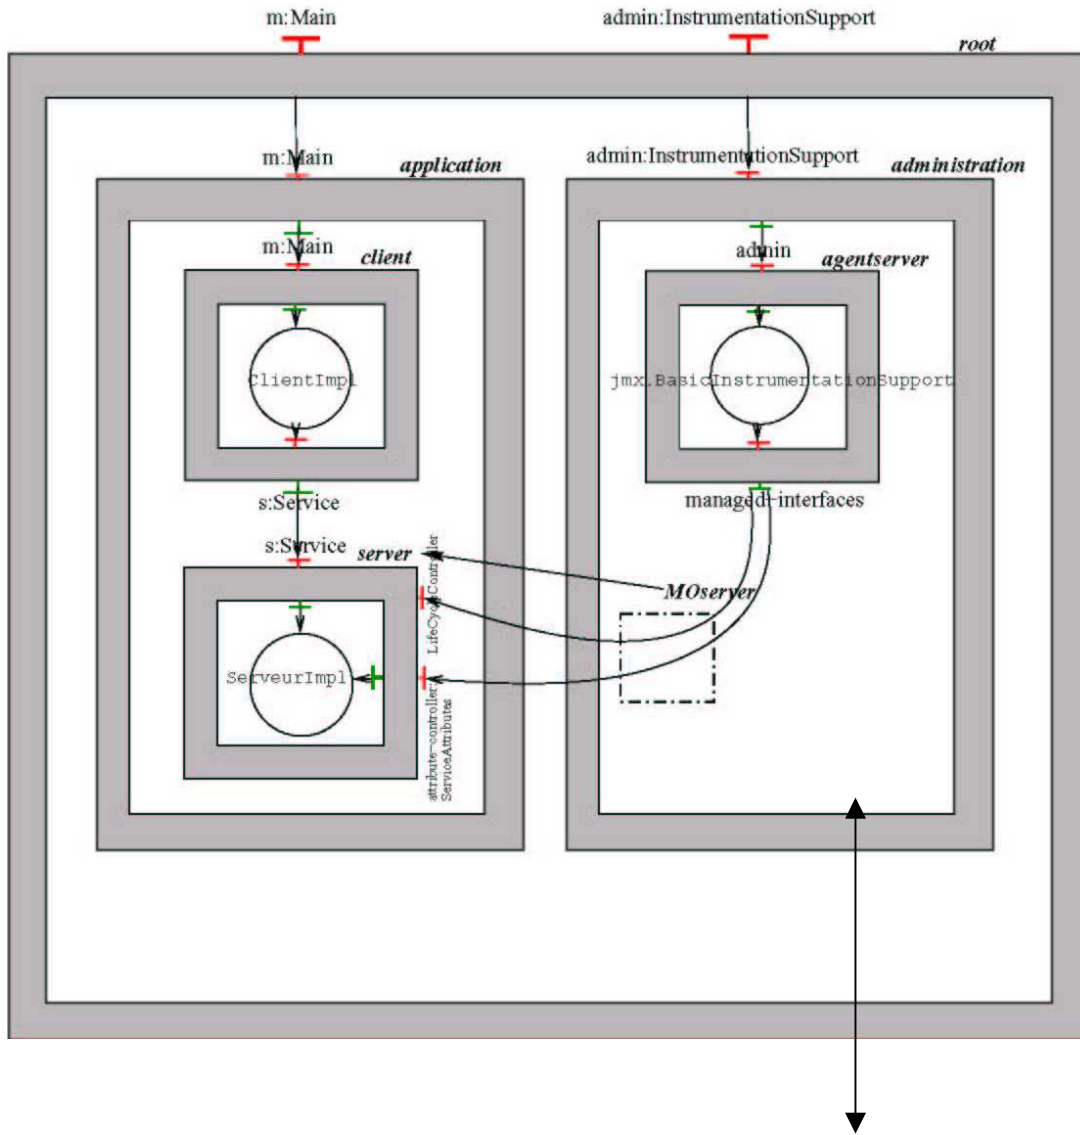 m:Main
admin:InstrumentationSupport
root
m:Main
application
admin:InstrumentationSupport
administration
m:Main
client
admin
agentserver
ClientImpl
jmx.BasicInstrumentationSupport
s:Service
managed-interfaces
s:Service
server
LifeCycleController
MOserver
ServeurImpl
attribute-controller:
ServiceAttributes